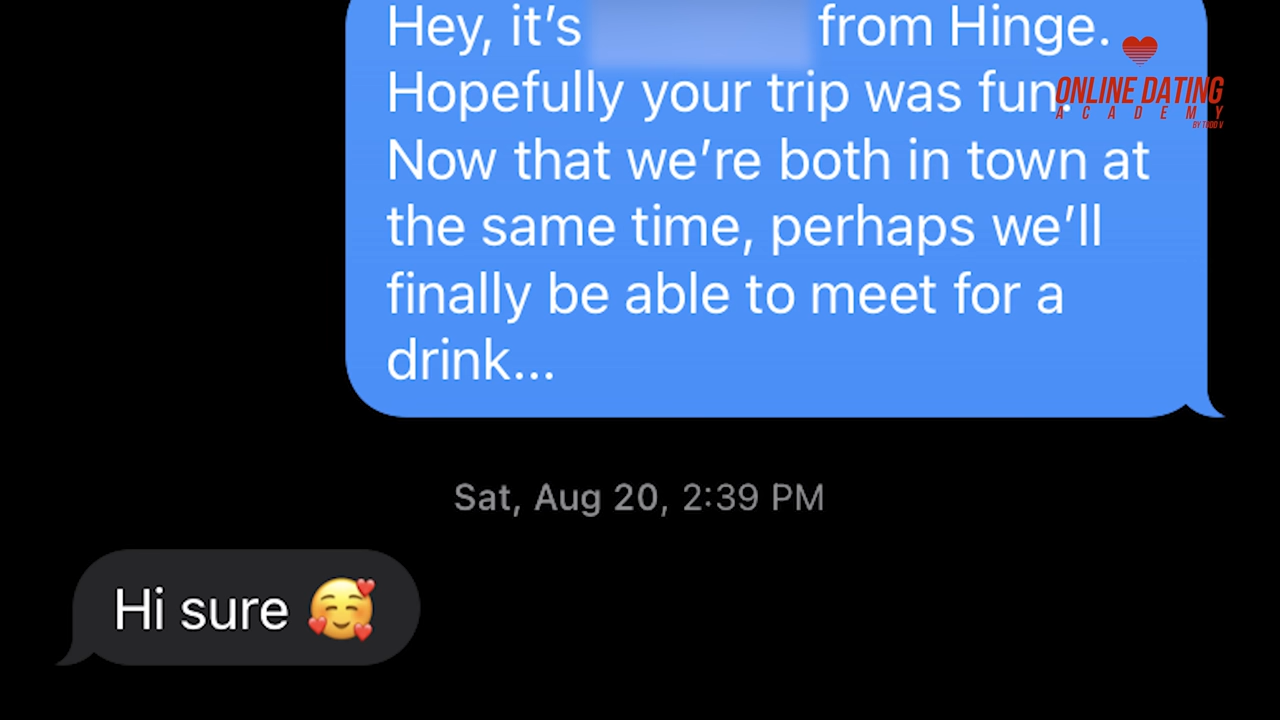 Hey, it’s from Hinge.
Hopefully your trip was fun.
Now that we’re both in town at
the same time, perhaps we’ll
finally be able to meet for a
drink...
ONLINE DATING
ACADEMY
BY TODD V
Sat, Aug 20, 2:39 PM
Hi sure 🥰